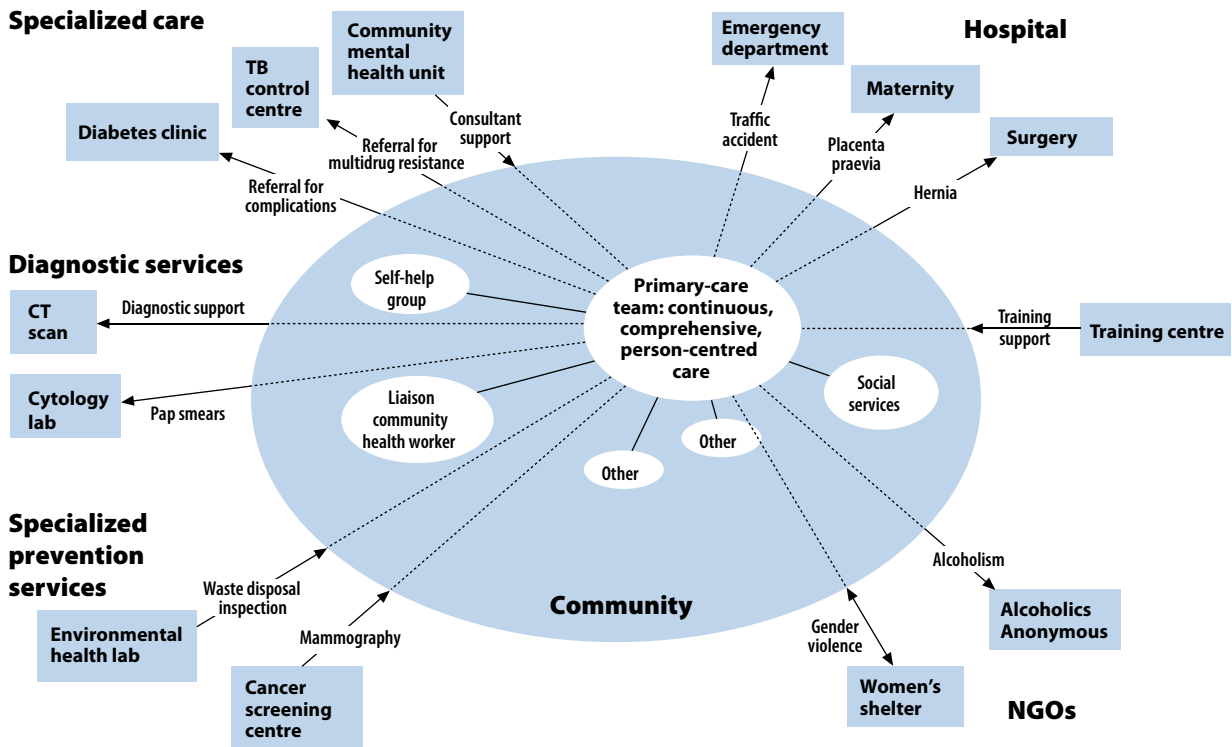 Specialized care
Community
mental
health unit
TB
control
centre
Diabetes clinic
Consultant
support
Referral for
multidrug resistance
Referral for
complications
Emergency
department
Hospital
Maternity
Surgery
Traffic
accident
Placenta
praevia
Hernia
Diagnostic services
CT
scan
Diagnostic support
Cytology
lab
Pap smears
Self-help
group
Primary-care
team: continuous,
comprehensive,
person-centred
care
Training
support
Training centre
Liaison
community
health worker
Social
services
Other
Other
Specialized
prevention
services
Waste disposal
inspection
Environmental
health lab
Mammography
Cancer
screening
centre
Community
Alcoholism
Alcoholics
Anonymous
Gender
violence
Women's
shelter
NGOs